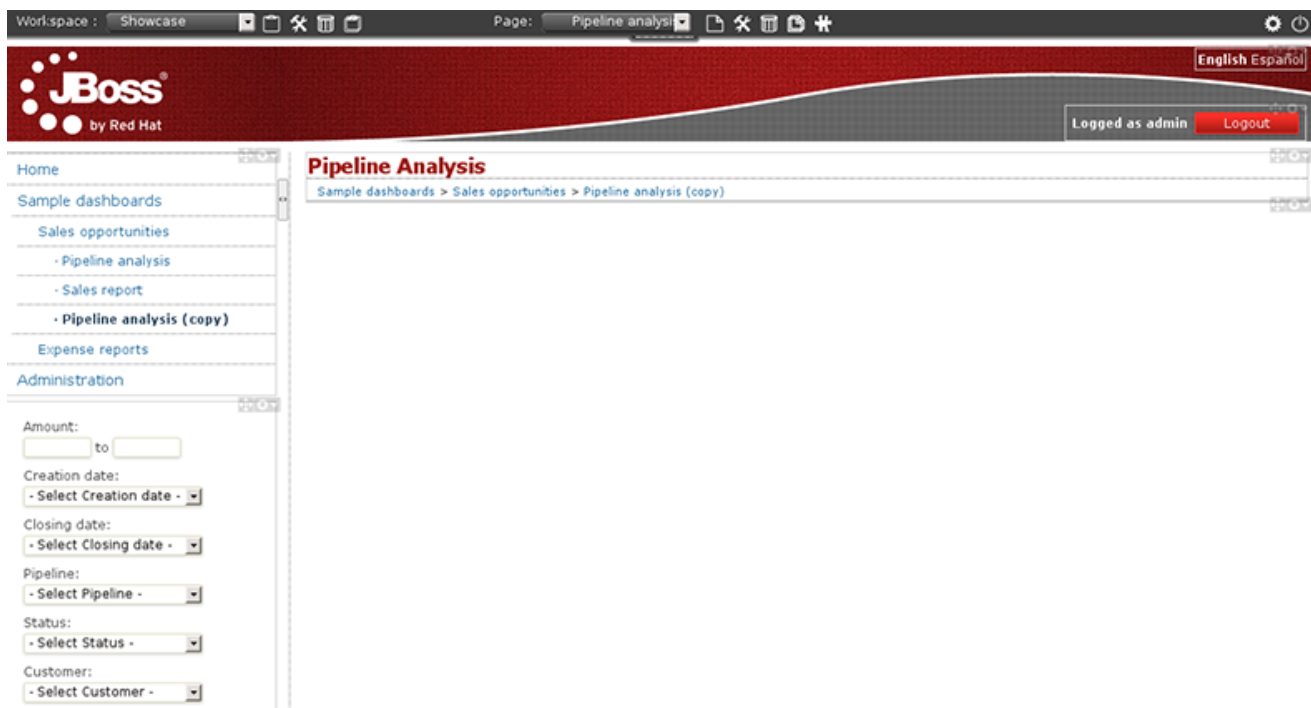 Workspace : Showcase Page: Pipeline analysis
English Español
JBoss®
by Red Hat
Logged as admin Logout
Home
Sample dashboards
Sales opportunities
· Pipeline analysis
· Sales report
· Pipeline analysis (copy)
Expense reports
Administration
Pipeline Analysis
Sample dashboards > Sales opportunities > Pipeline analysis (copy)
Amount:
to
Creation date:
- Select Creation date -
Closing date:
- Select Closing date -
Pipeline:
- Select Pipeline -
Status:
- Select Status -
Customer:
- Select Customer -